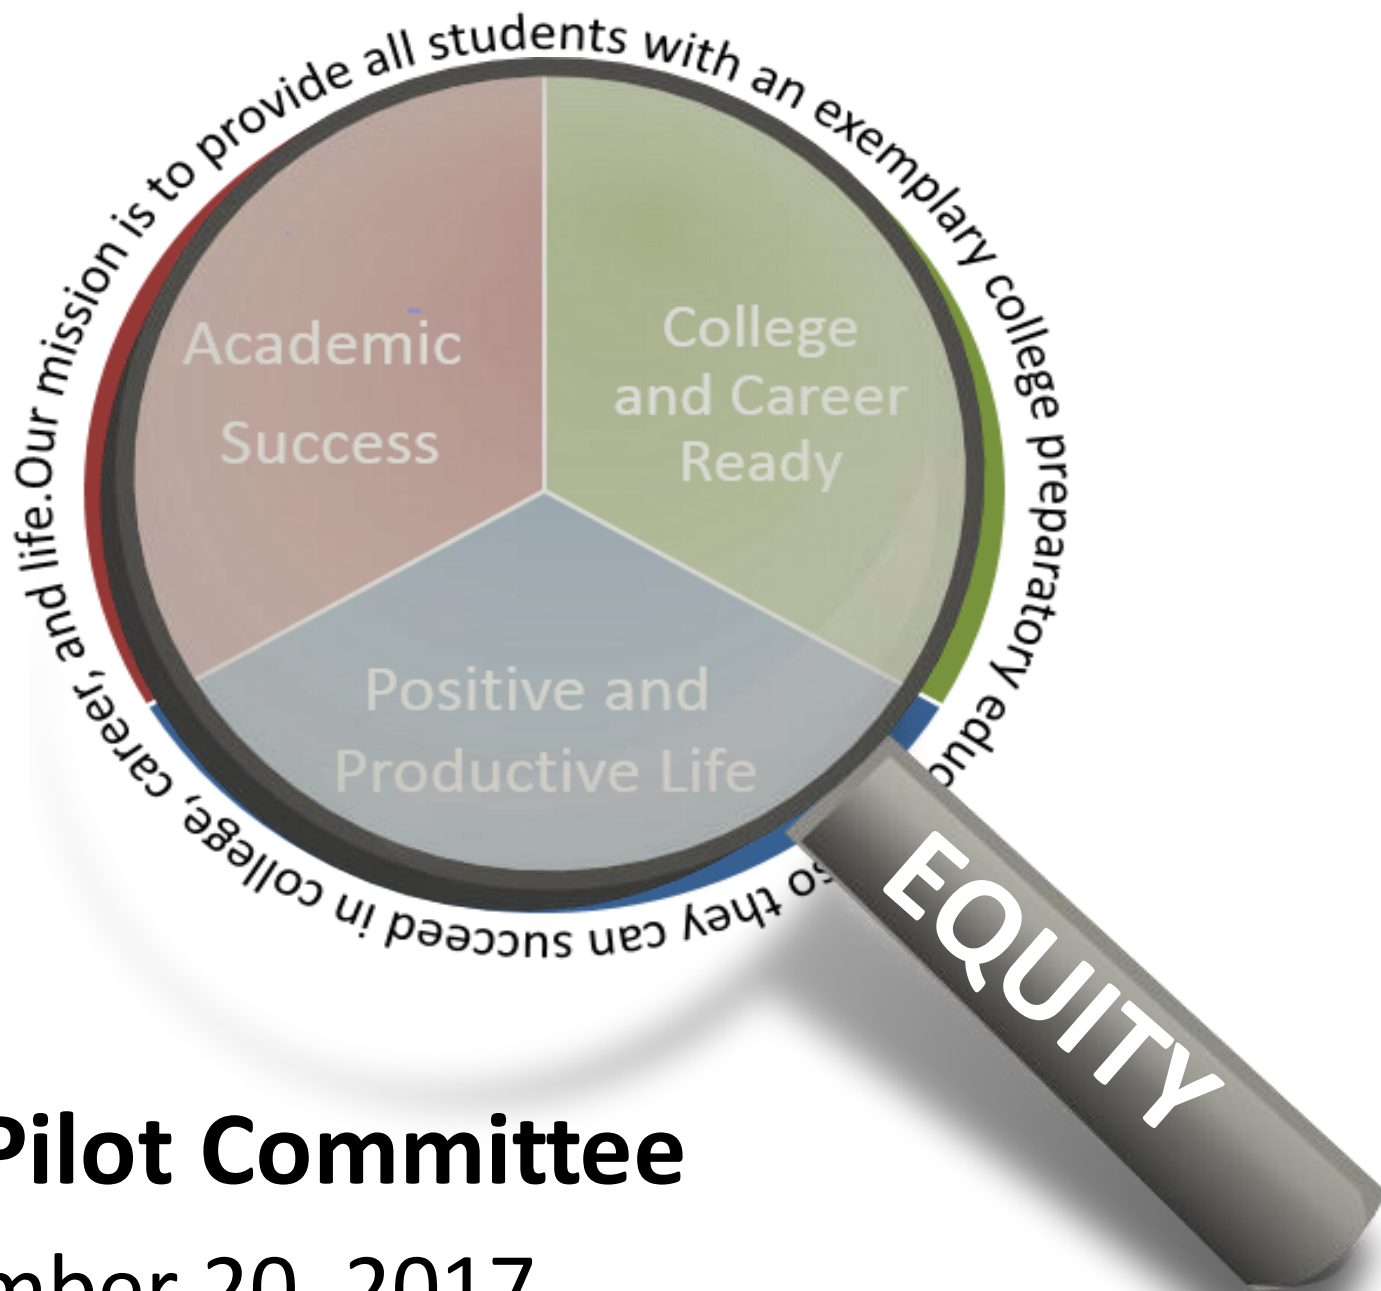 Our mission is to provide all students with an exemplary college preparatory educ
so they can succeed in college, career, and life.
Academic
Success
College
and Career
Ready
Positive and
Productive Life
EQUITY
Pilot Committee
mber 20, 2017